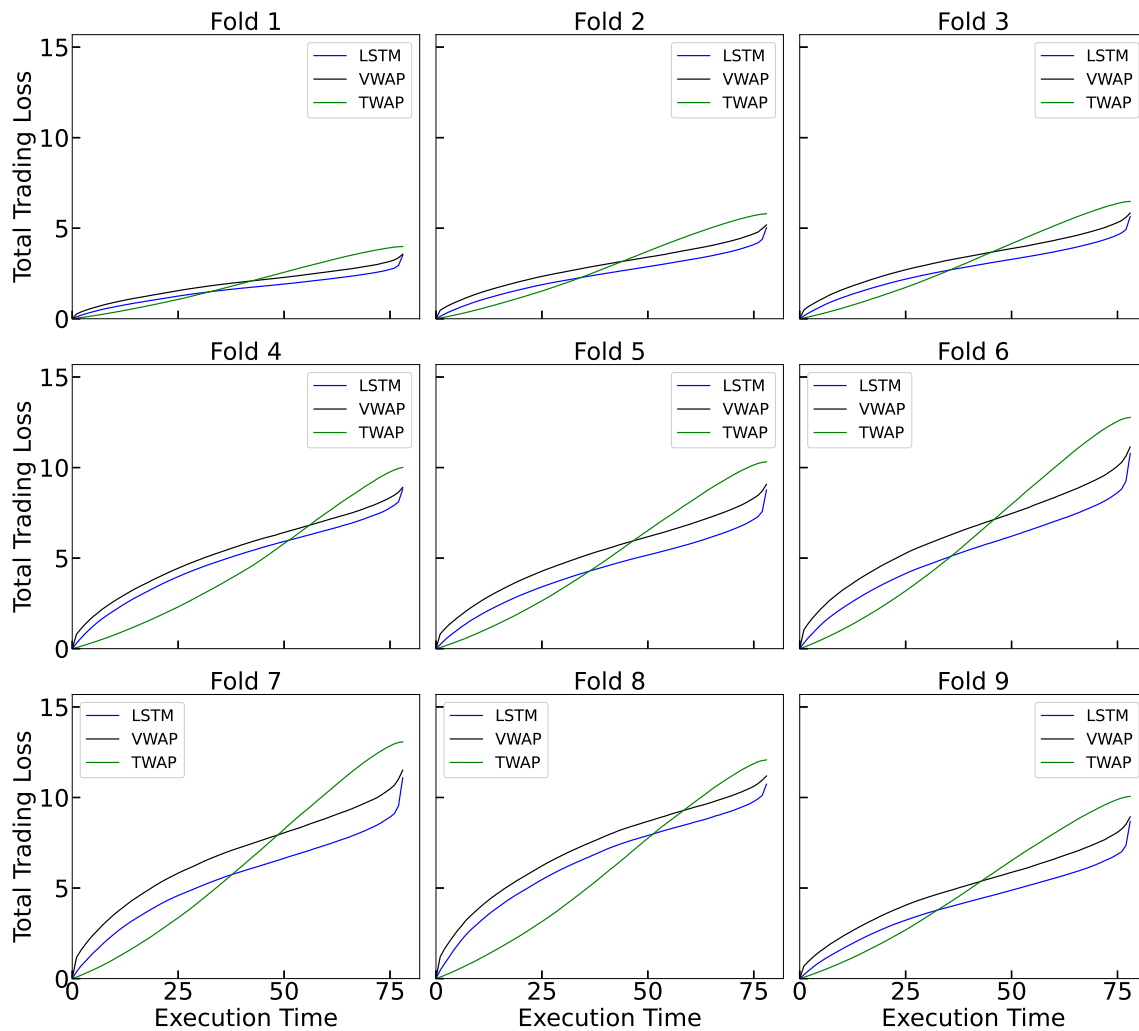 Fold 1
Fold 2
Fold 3
Total Trading Loss
15
10
5
0
LSTM
VWAP
TWAP
LSTM
VWAP
TWAP
LSTM
VWAP
TWAP
Fold 4
Fold 5
Fold 6
Total Trading Loss
15
10
5
0
LSTM
VWAP
TWAP
LSTM
VWAP
TWAP
LSTM
VWAP
TWAP
Fold 7
Fold 8
Fold 9
Total Trading Loss
15
10
5
0
LSTM
VWAP
TWAP
LSTM
VWAP
TWAP
LSTM
VWAP
TWAP
0 25 50 75
0 25 50 75
0 25 50 75
Execution Time
Execution Time
Execution Time